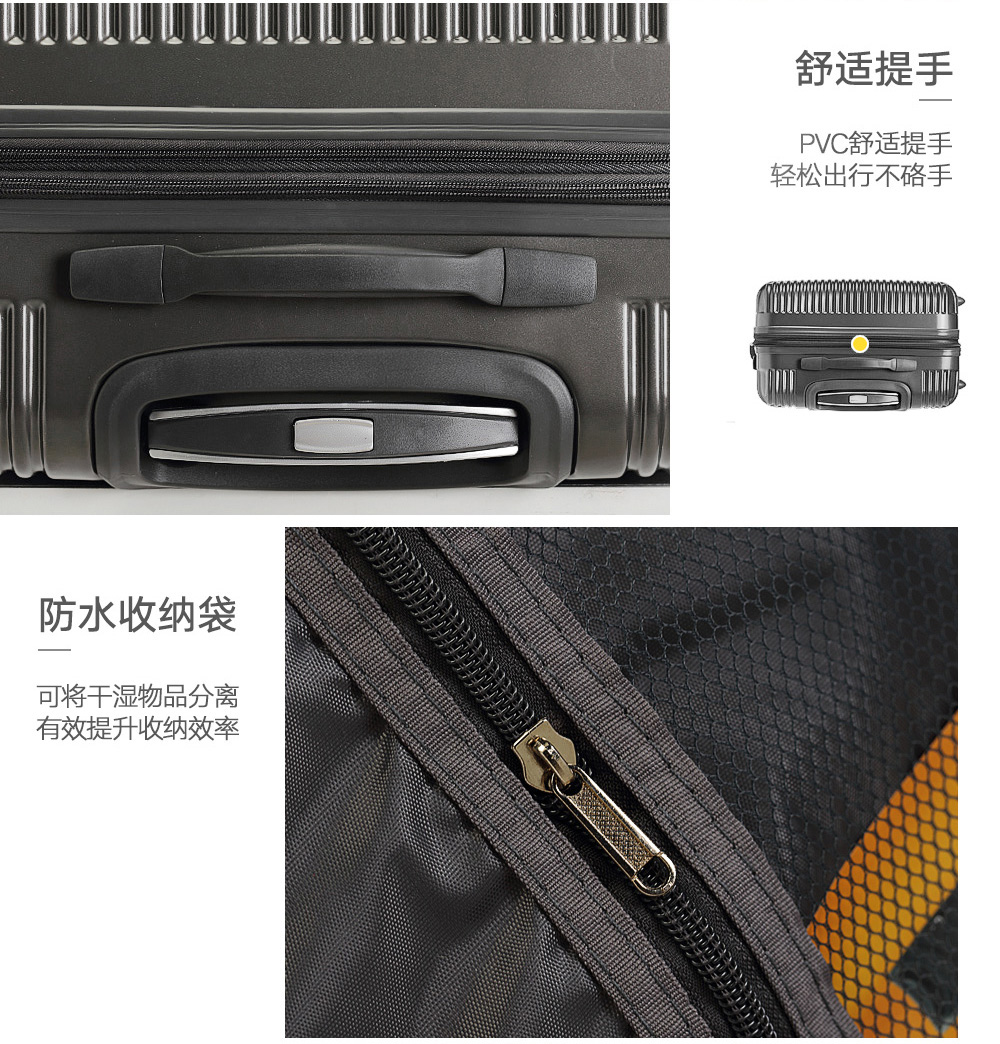 舒适提手
PVC舒适提手
轻松出行不硌手
防水收纳袋
可将干湿物品分离
有效提升收纳效率